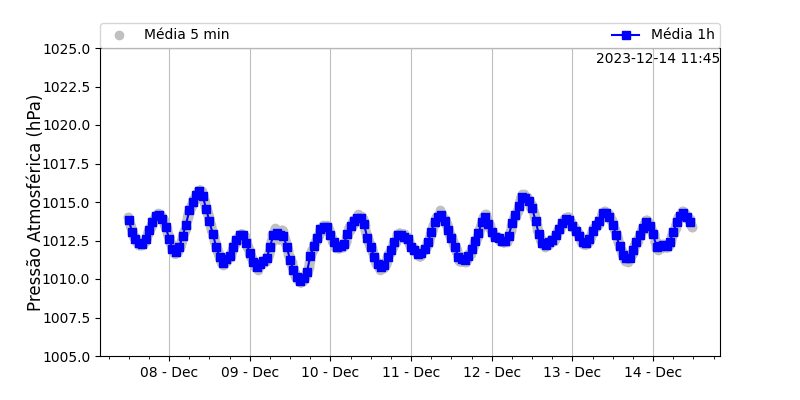 Média 5 min
Média 1h
2023-12-14 11:45
Pressão Atmosférica (hPa)
1025.0
1022.5
1020.0
1017.5
1015.0
1012.5
1010.0
1007.5
1005.0
08 - Dec
09 - Dec
10 - Dec
11 - Dec
12 - Dec
13 - Dec
14 - Dec